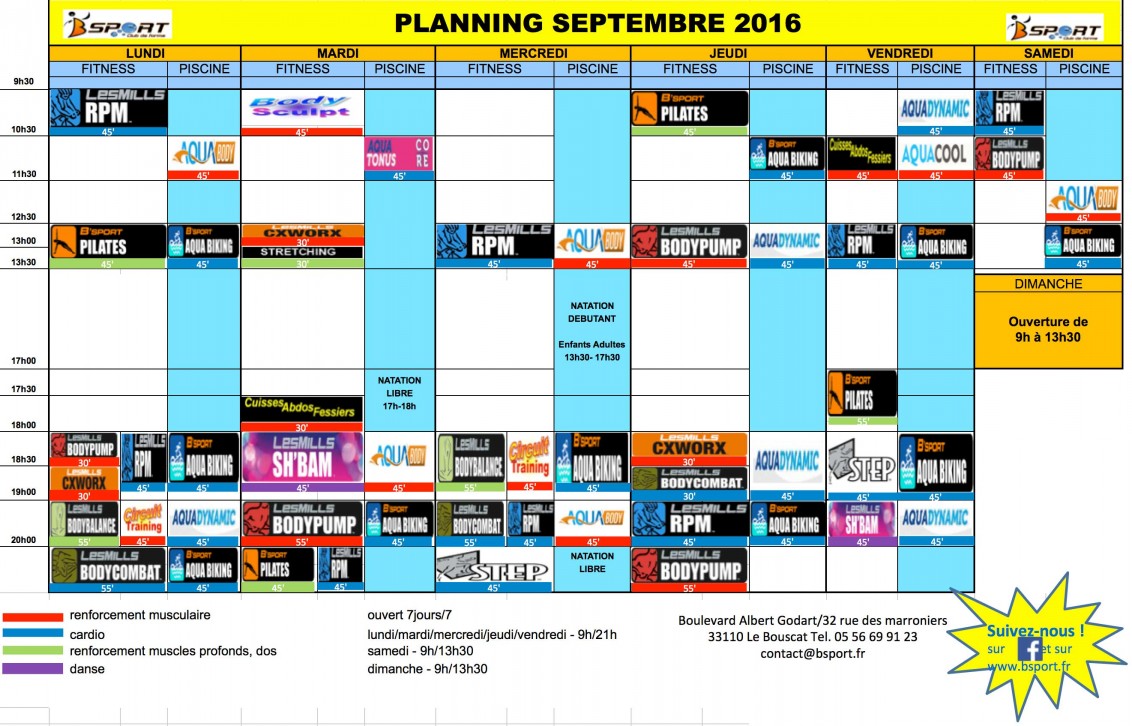 B SPORT Club de forme
PLANNING SEPTEMBRE 2016
B SPORT Club de forme
LUNDI MARDI MERCREDI JEUDI VENDREDI SAMEDI
FITNESS PISCINE FITNESS PISCINE FITNESS PISCINE FITNESS PISCINE FITNESS PISCINE FITNESS PISCINE
9h30
LESMILLS RPM 45'
Body Sculpt 45'
B'SPORT PILATES 45'
AQUADYNAMIC 45'
LESMILLS RPM 45'
10h30
AQUA BODY 45'
AQUA TONUS CORE 45'
B'SPORT AQUA BIKING 45'
Cuisses Abdos Fessiers 45'
AQUACOOL 45'
LESMILLS BODYPUMP 45'
11h30
AQUA BODY 45'
12h30
B'SPORT PILATES 45'
B'SPORT AQUA BIKING 45'
LESMILLS CXWORX 30'
LESMILLS RPM 45'
AQUA BODY 45'
LESMILLS BODYPUMP 45'
AQUADYNAMIC 45'
LESMILLS RPM 45'
B'SPORT AQUA BIKING 45'
B'SPORT AQUA BIKING 45'
13h00
STRETCHING 30'
13h30
DIMANCHE
Ouverture de
9h à 13h30
NATATION
DEBUTANT
Enfants Adultes
13h30- 17h30
17h00
NATATION
LIBRE
17h-18h
B'SPORT PILATES 55'
17h30
Cuisses Abdos Fessiers 30'
18h00
LESMILLS BODYPUMP 30'
LESMILLS RPM 45'
B'SPORT AQUA BIKING 45'
LESMILLS SH'BAM 45'
AQUA BODY 45'
LESMILLS BODYBALANCE 55'
Circuit Training 45'
B'SPORT AQUA BIKING 45'
LESMILLS CXWORX 30'
AQUADYNAMIC 45'
STEP 45'
B'SPORT AQUA BIKING 45'
18h30
LESMILLS CXWORX 30'
LESMILLS BODYCOMBAT 30'
19h00
LESMILLS BODYBALANCE 55'
Circuit Training 45'
AQUADYNAMIC 45'
LESMILLS BODYPUMP 55'
B'SPORT AQUA BIKING 45'
LESMILLS BODYCOMBAT 55'
LESMILLS RPM 45'
AQUA BODY 45'
LESMILLS RPM 45'
B'SPORT AQUA BIKING 45'
LESMILLS SH'BAM 45'
AQUADYNAMIC 45'
20h00
LESMILLS BODYCOMBAT 55'
B'SPORT AQUA BIKING 45'
B'SPORT PILATES 45'
LESMILLS RPM 45'
STEP 45'
NATATION
LIBRE
LESMILLS BODYPUMP 55'
renforcement musculaire
cardio
renforcement muscles profonds, dos
danse
ouvert 7jours/7
lundi/mardi/mercredi/jeudi/vendredi - 9h/21h
samedi - 9h/13h30
dimanche - 9h/13h30
Boulevard Albert Godart/32 rue des marroniers
33110 Le Bouscat Tel. 05 56 69 91 23
contact@bsport.fr
Suivez-nous !
sur f et sur
www.bsport.fr